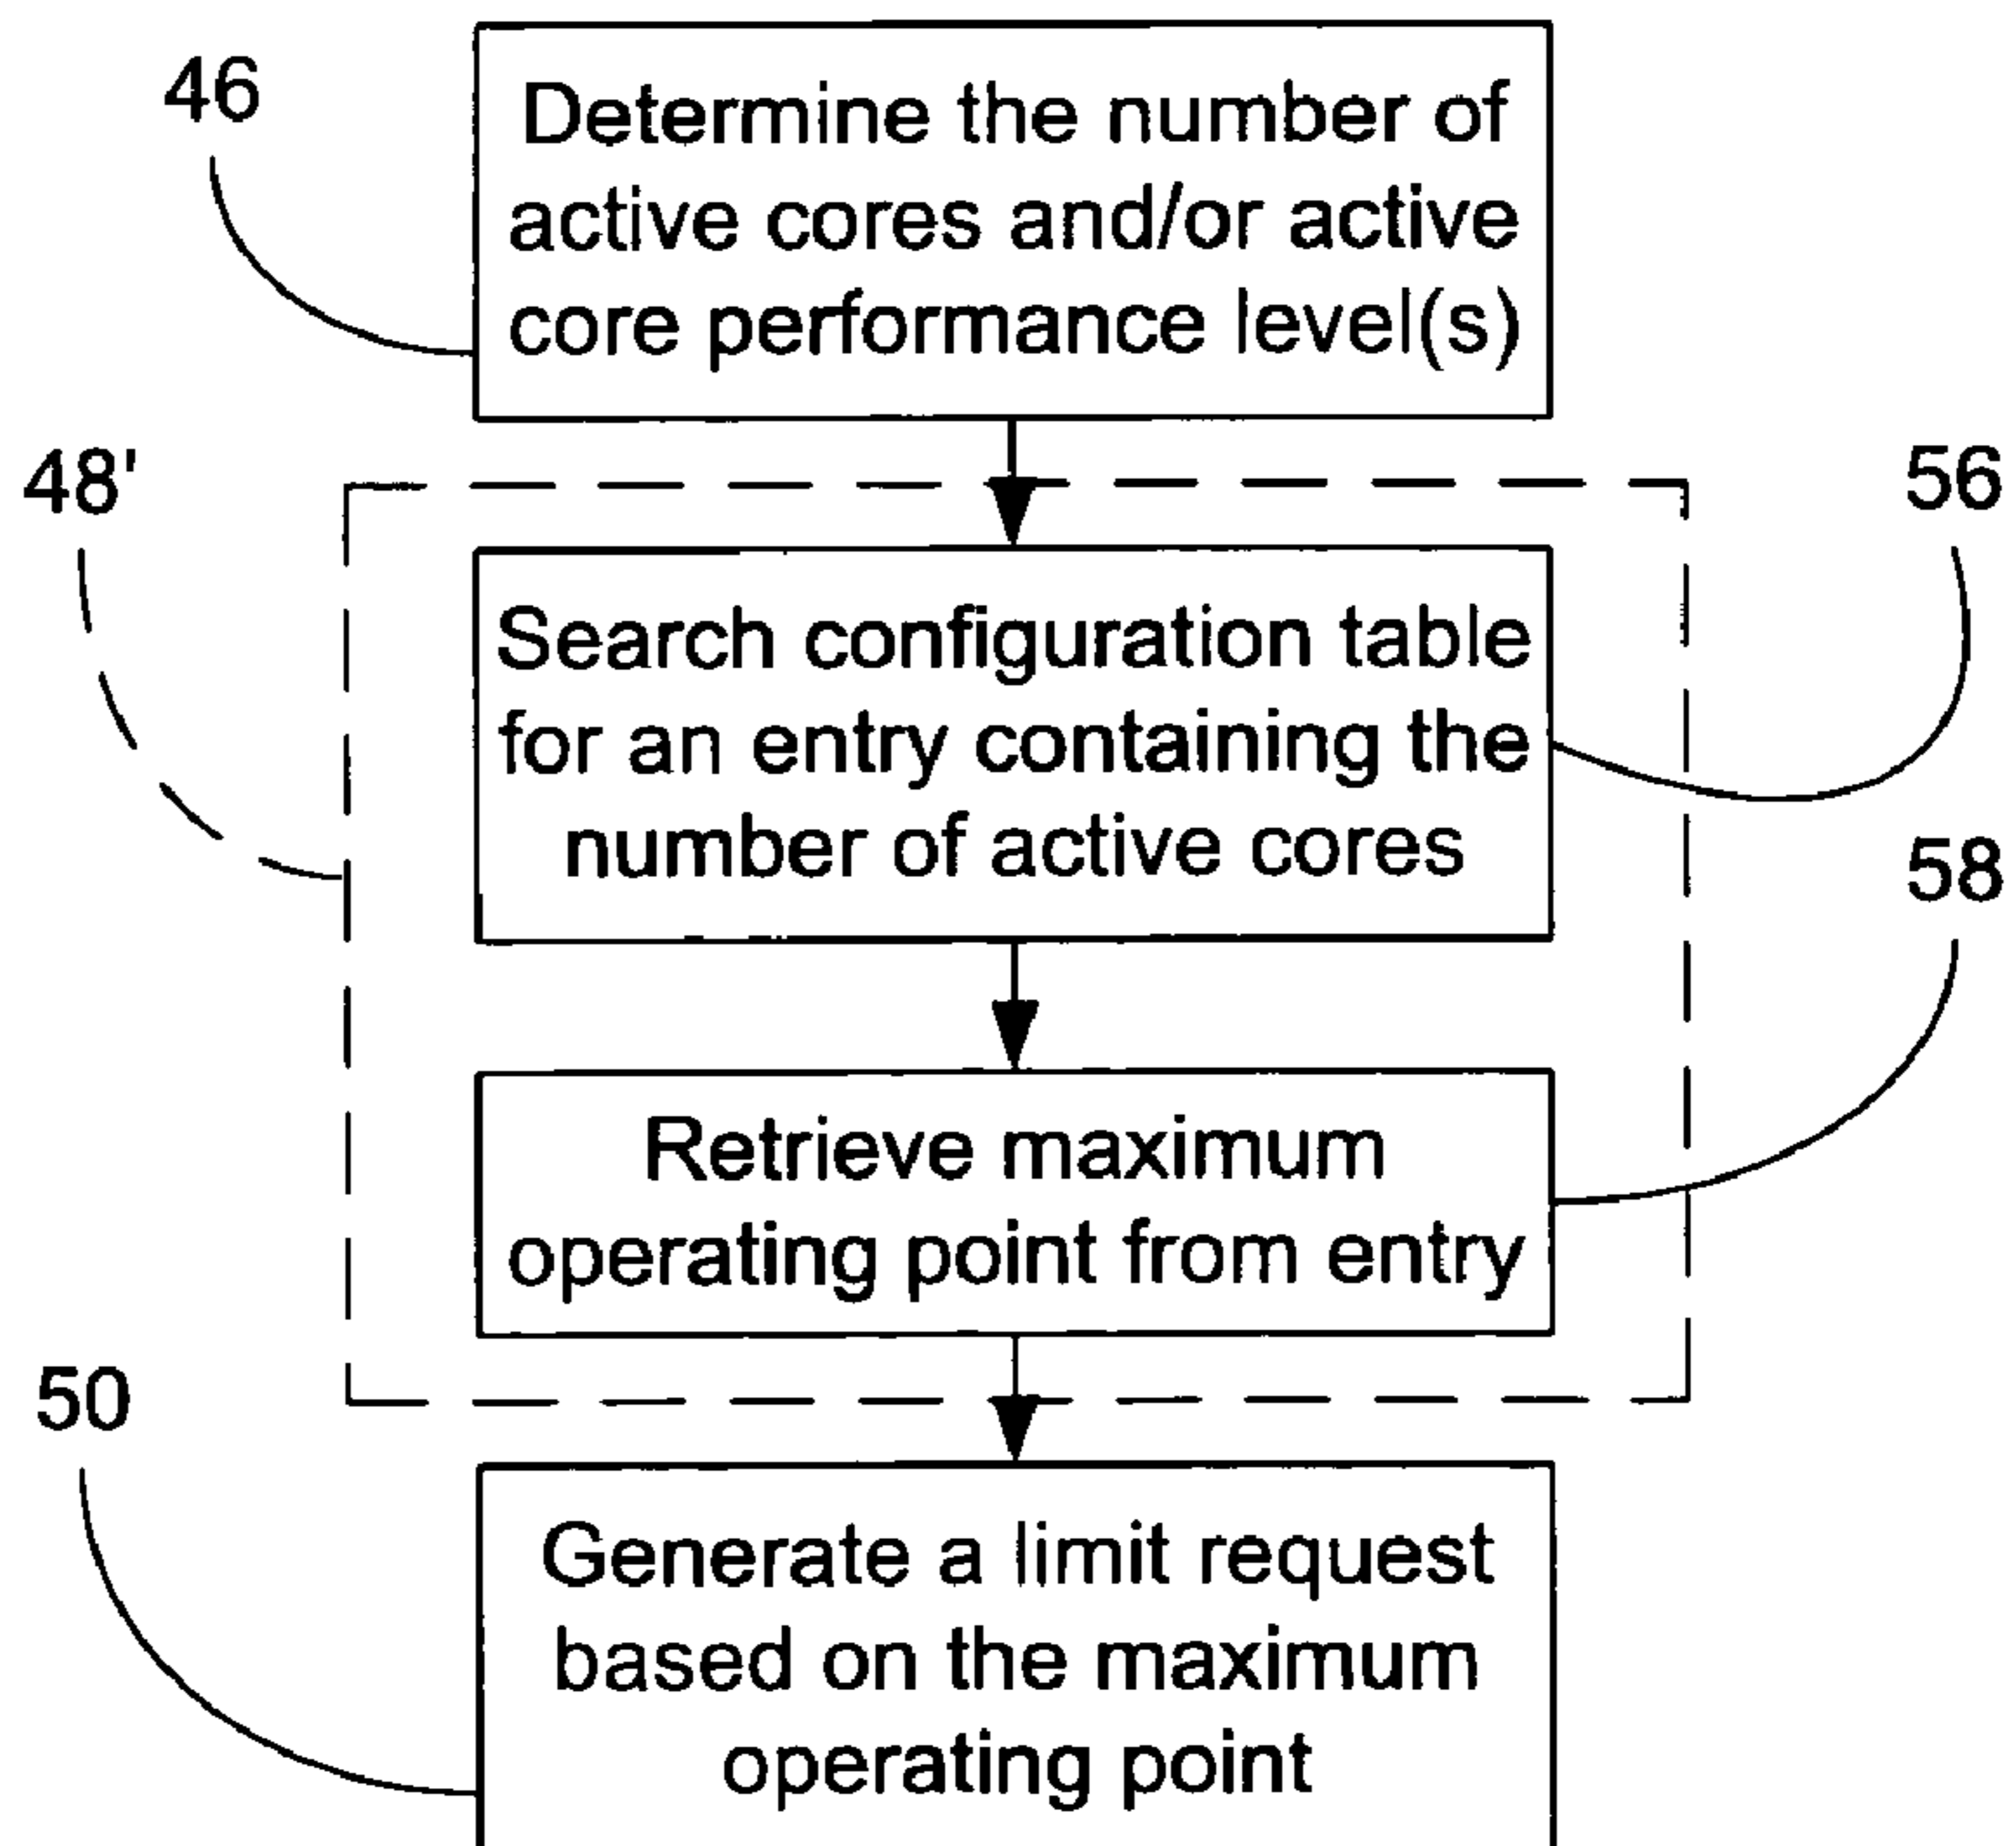 46
Determine the number of
active cores and/or active
core performance level(s)
48'
56
Search configuration table
for an entry containing the
number of active cores
58
Retrieve maximum
operating point from entry
50
Generate a limit request
based on the maximum
operating point